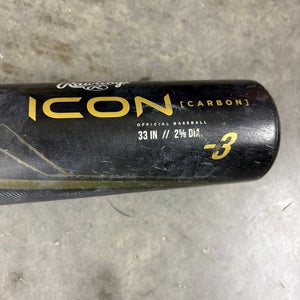 Rawlings
ICON [CARBON]
OFFICIAL BASEBALL
33 IN // 2⅝ DIA.
-3